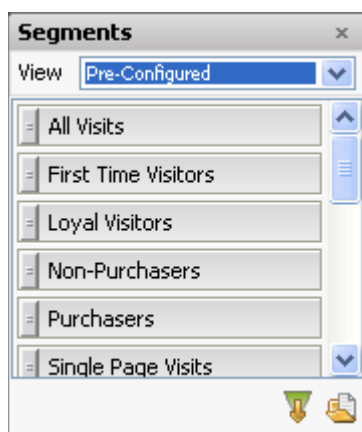 Segments
View Pre-Configured
All Visits
First Time Visitors
Loyal Visitors
Non-Purchasers
Purchasers
Single Page Visits